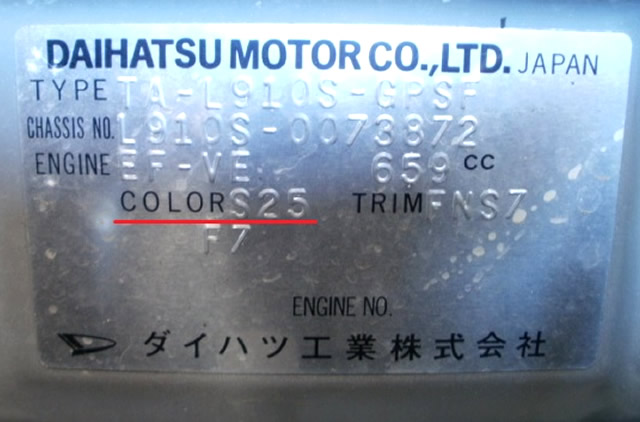 DAIHATSU MOTOR CO.,LTD. JAPAN
TYPE TA-L910S-GPSF
CHASSIS NO. L910S-0073872
ENGINE EF-VE 659 CC
COLOR S25 TRIM FNS7
F7
ENGINE NO.
ダイハツ工業株式会社